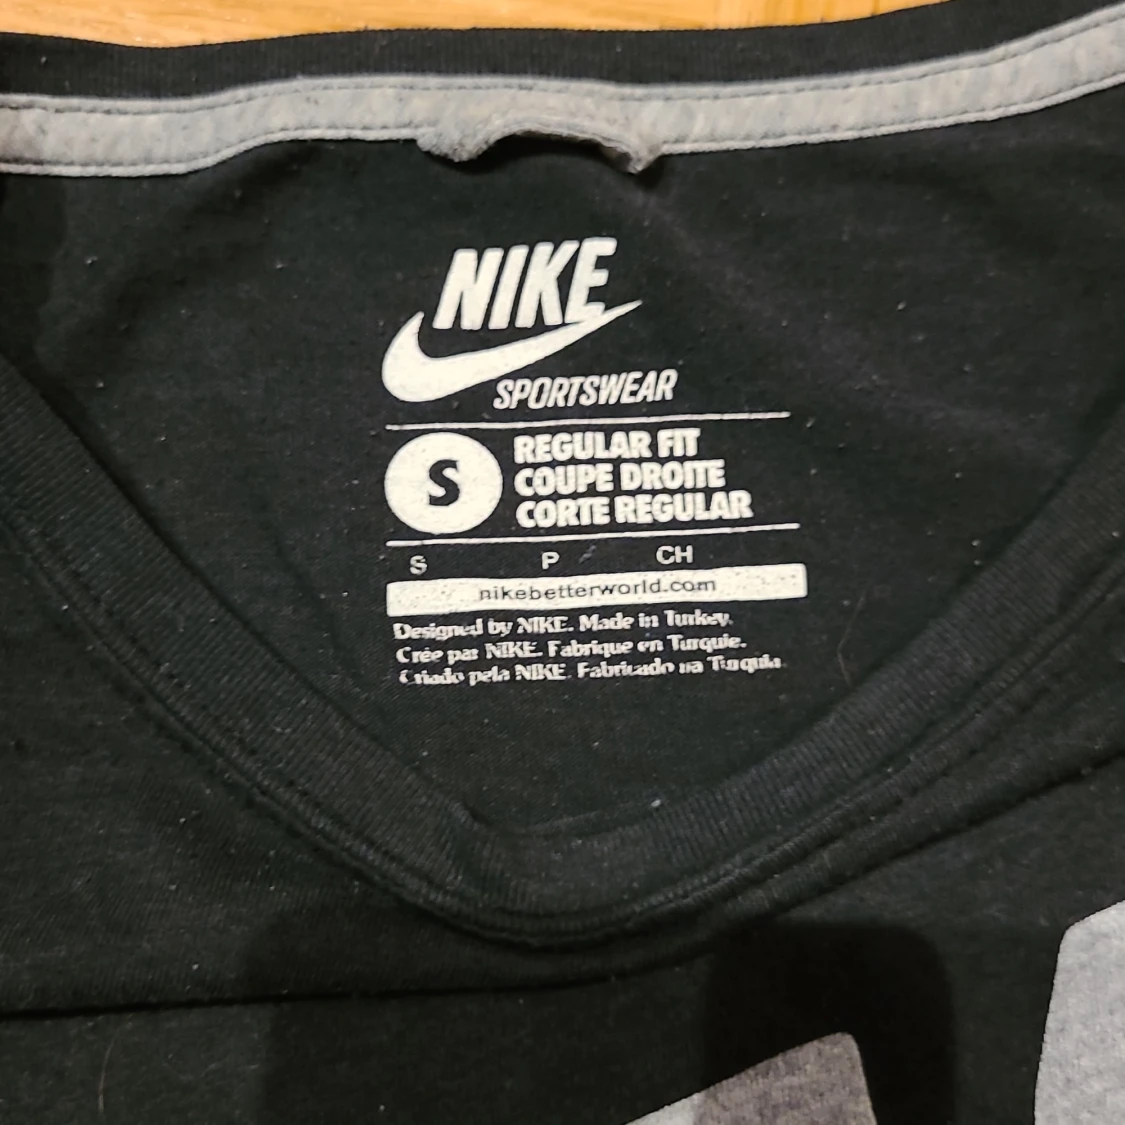 NIKE
SPORTSWEAR
S
REGULAR FIT
COUPE DROITE
CORTE REGULAR
S P CH
nikebetterworld.com
Designed by NIKE. Made in Turkey.
Crée par NIKE. Fabrique en Turquie.
Criado pela NIKE. Fabricado na Turquia.